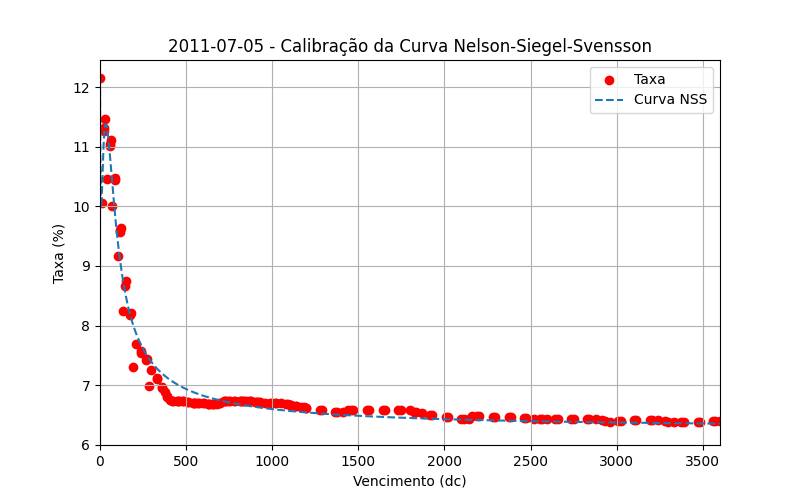 2011-07-05 - Calibração da Curva Nelson-Siegel-Svensson
Taxa
Curva NSS
Taxa (%)
12
11
10
9
8
7
6
0 500 1000 1500 2000 2500 3000 3500
Vencimento (dc)